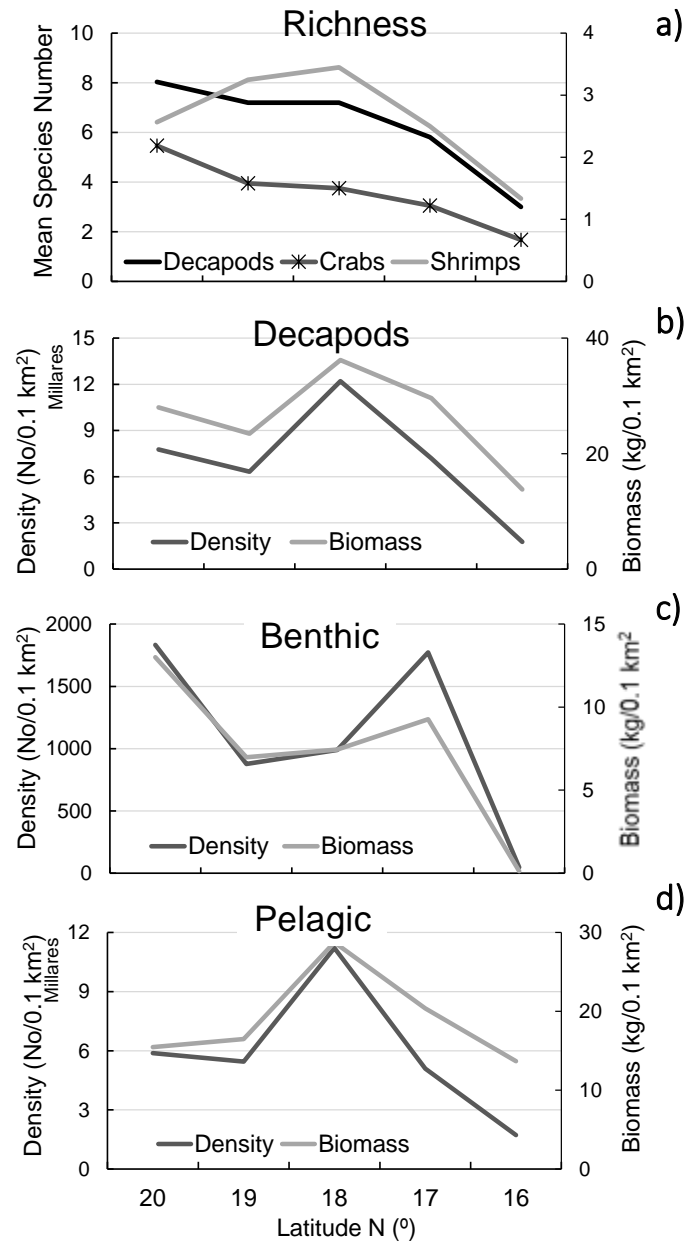 Richness
a)
Mean Species Number
10
8
6
4
2
0
4
3
2
1
0
Decapods Crabs Shrimps
Decapods
b)
Density (No/0.1 km²)
Millares
15
12
9
6
3
0
40
20
0
Biomass (kg/0.1 km²)
Density Biomass
Benthic
c)
Density (No/0.1 km²)
2000
1500
1000
500
0
15
10
5
0
Biomass (kg/0.1 km²
Density Biomass
Pelagic
d)
Density (No/0.1 km²)
Millares
12
9
6
3
0
30
20
10
0
Biomass (kg/0.1 km²)
Density Biomass
20 19 18 17 16
Latitude N (º)